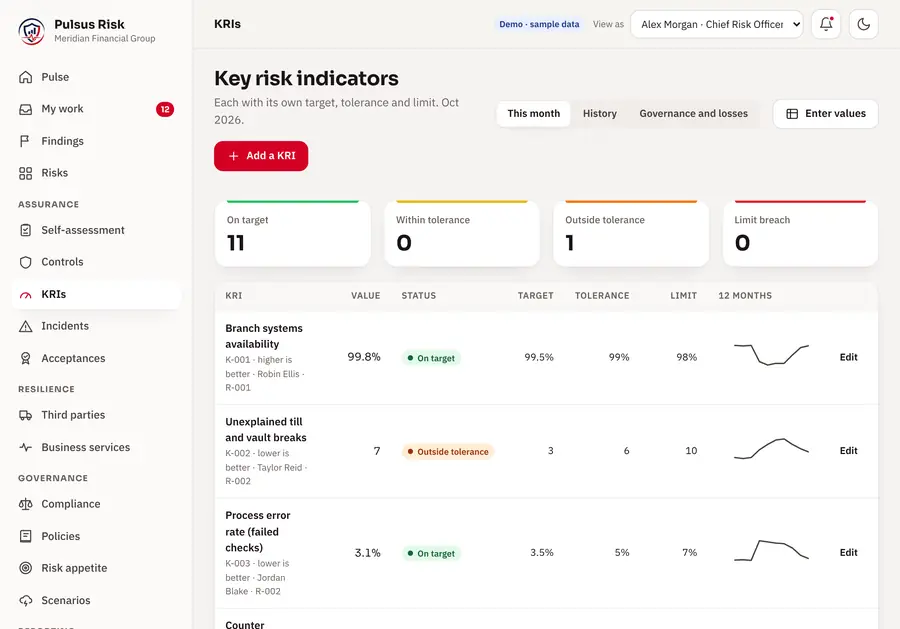 Pulsus Risk
Meridian Financial Group
Pulse
My work 12
Findings
Risks
ASSURANCE
Self-assessment
Controls
KRIs
Incidents
Acceptances
RESILIENCE
Third parties
Business services
GOVERNANCE
Compliance
Policies
Risk appetite
Scenarios
KRIs
Demo · sample data View as Alex Morgan · Chief Risk Officer
Key risk indicators
Each with its own target, tolerance and limit. Oct
2026.
This month History Governance and losses Enter values
Add a KRI
On target
11
Within tolerance
0
Outside tolerance
1
Limit breach
0
KRI VALUE STATUS TARGET TOLERANCE LIMIT 12 MONTHS
Branch systems
availability
K-001 · higher is
better · Robin Ellis ·
R-001
99.8% On target 99.5% 99% 98% Edit
Unexplained till
and vault breaks
K-002 · lower is
better · Taylor Reid ·
R-002
7 Outside tolerance 3 6 10 Edit
Process error
rate (failed
checks)
K-003 · lower is
better · Jordan
Blake · R-002
3.1% On target 3.5% 5% 7% Edit
Counter